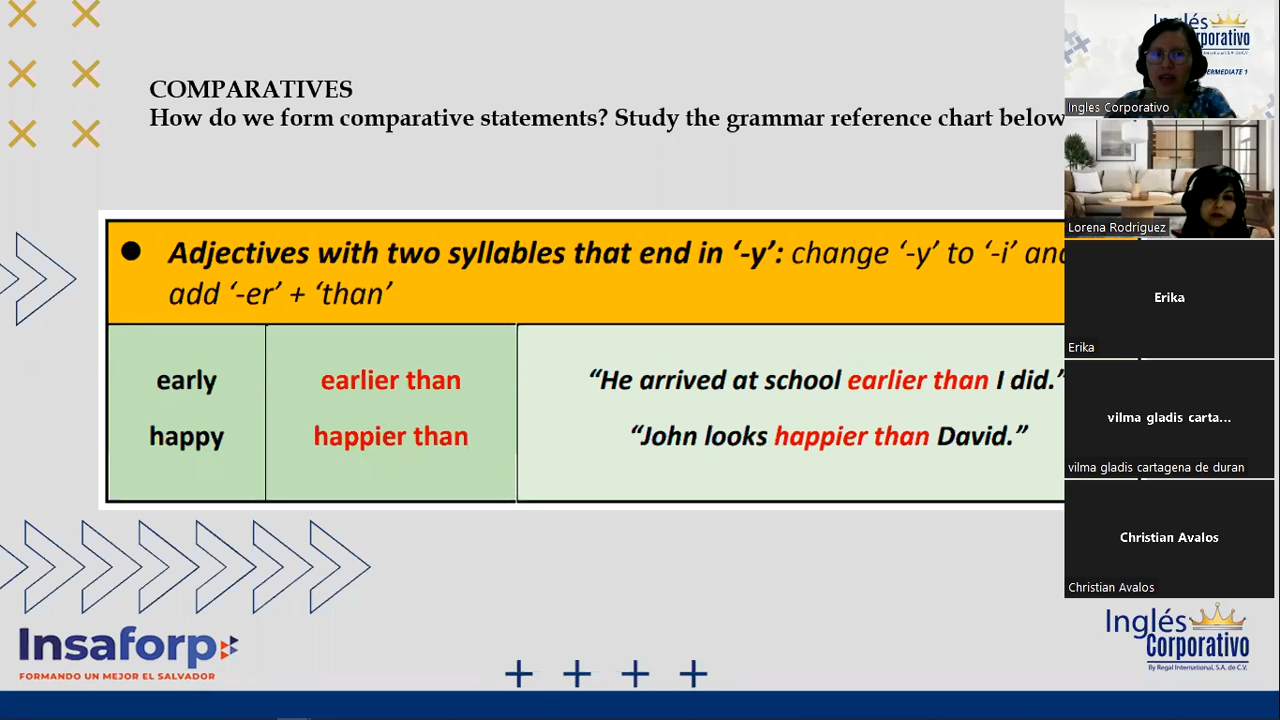 COMPARATIVES
How do we form comparative statements? Study the grammar reference chart below
● Adjectives with two syllables that end in ‘-y’: change ‘-y’ to ‘-i’ and
add ‘-er’ + ‘than’
early earlier than “He arrived at school earlier than I did.”
happy happier than “John looks happier than David.”
Insaforp
FORMANDO UN MEJOR EL SALVADOR
Inglés
Corporativo
By Regal International, S.A. de C.V.
Inglés
rporativo
ERMEDIATE 1
Ingles Corporativo
Lorena Rodriguez
Erika
Erika
vilma gladis carta...
vilma gladis cartagena de duran
Christian Avalos
Christian Avalos